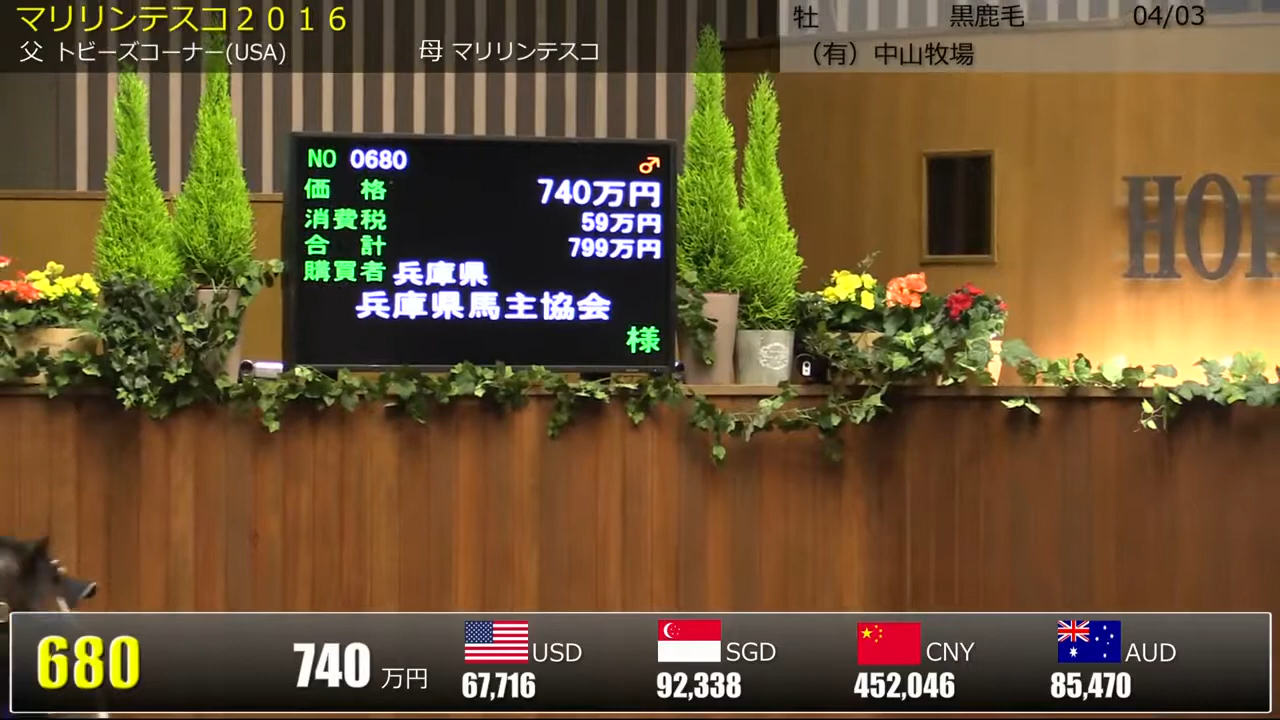 マリリンテスコ２０１６
父 トビーズコーナー(USA) 母 マリリンテスコ
牡 黒鹿毛 04/03
（有）中山牧場
NO 0680 ♂
価 格 740万円
消費税 59万円
合 計 799万円
購買者 兵庫県
兵庫県馬主協会
様
HOK
680 740 万円
USD 67,716
SGD 92,338
CNY 452,046
AUD 85,470